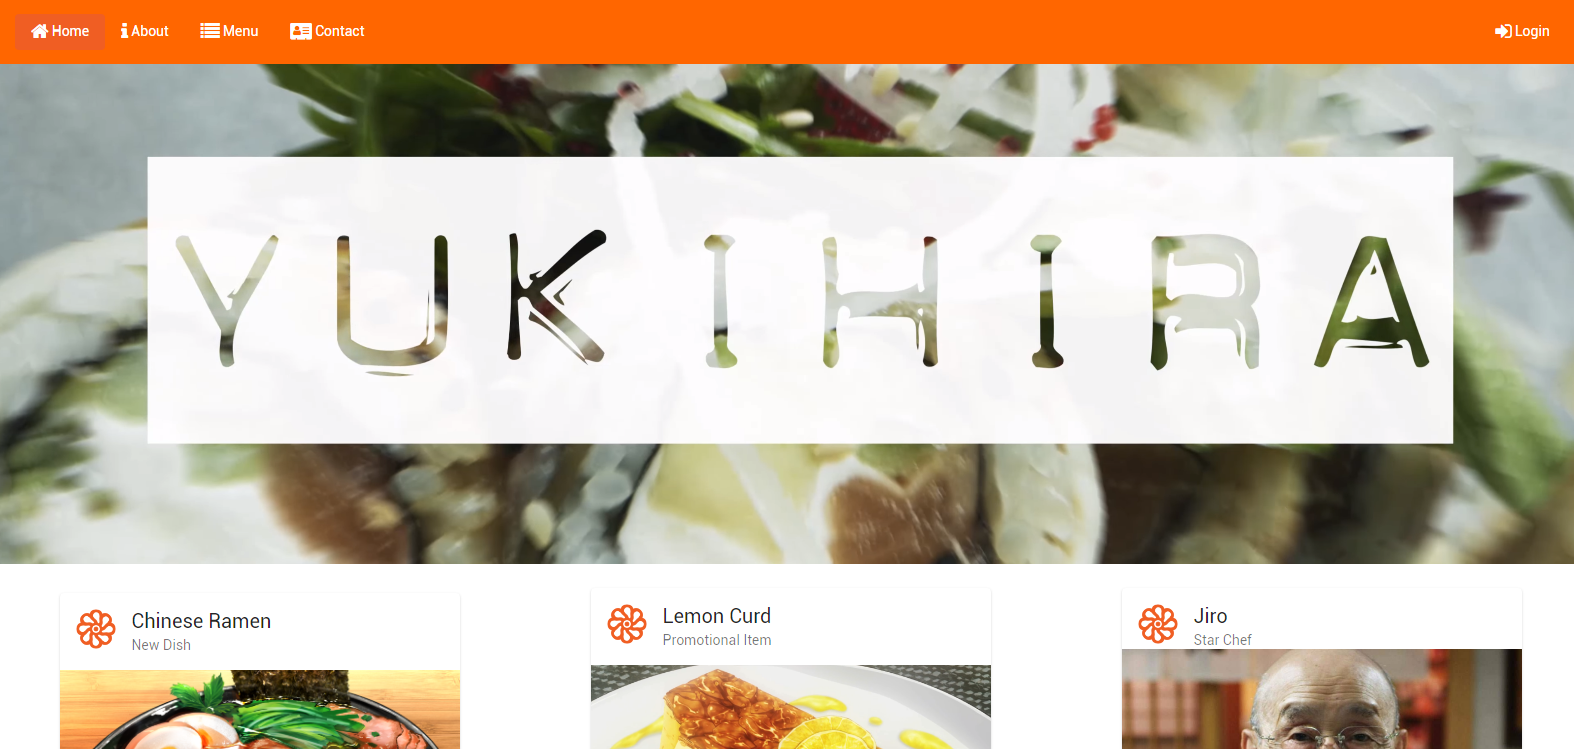 Home About Menu Contact Login
YUKIHIRA
Chinese Ramen
New Dish
Lemon Curd
Promotional Item
Jiro
Star Chef